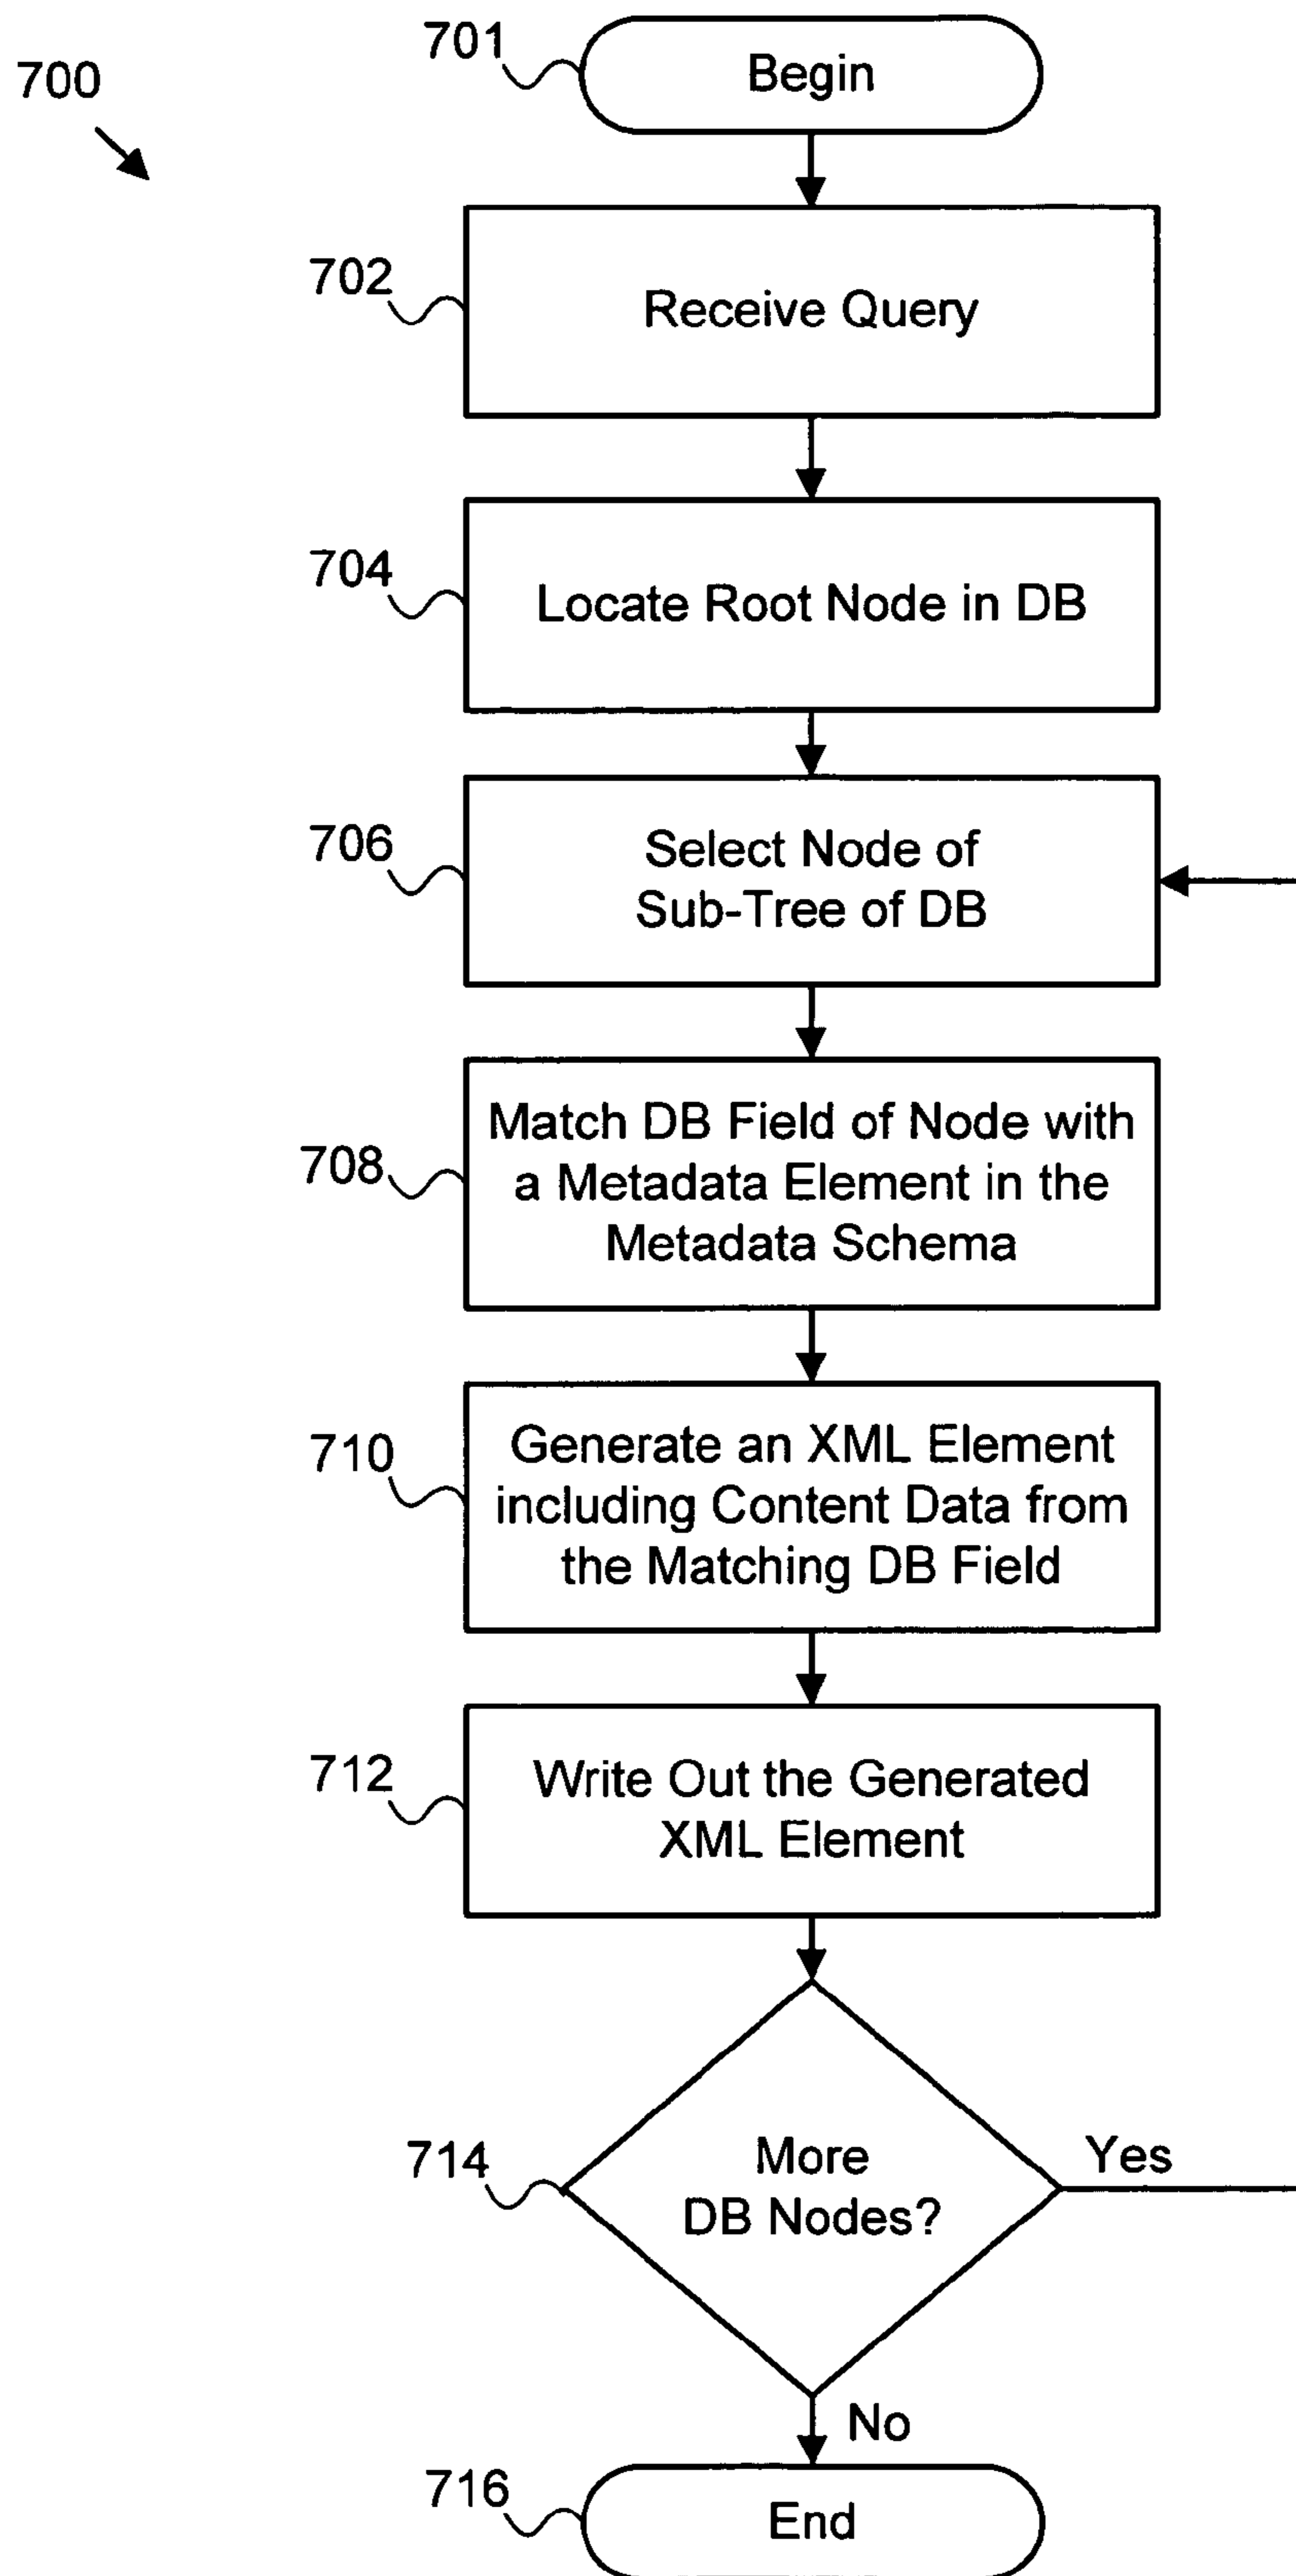 700
701
Begin
702
Receive Query
704
Locate Root Node in DB
706
Select Node of
Sub-Tree of DB
708
Match DB Field of Node with
a Metadata Element in the
Metadata Schema
710
Generate an XML Element
including Content Data from
the Matching DB Field
712
Write Out the Generated
XML Element
714
More
DB Nodes?
Yes
No
716
End